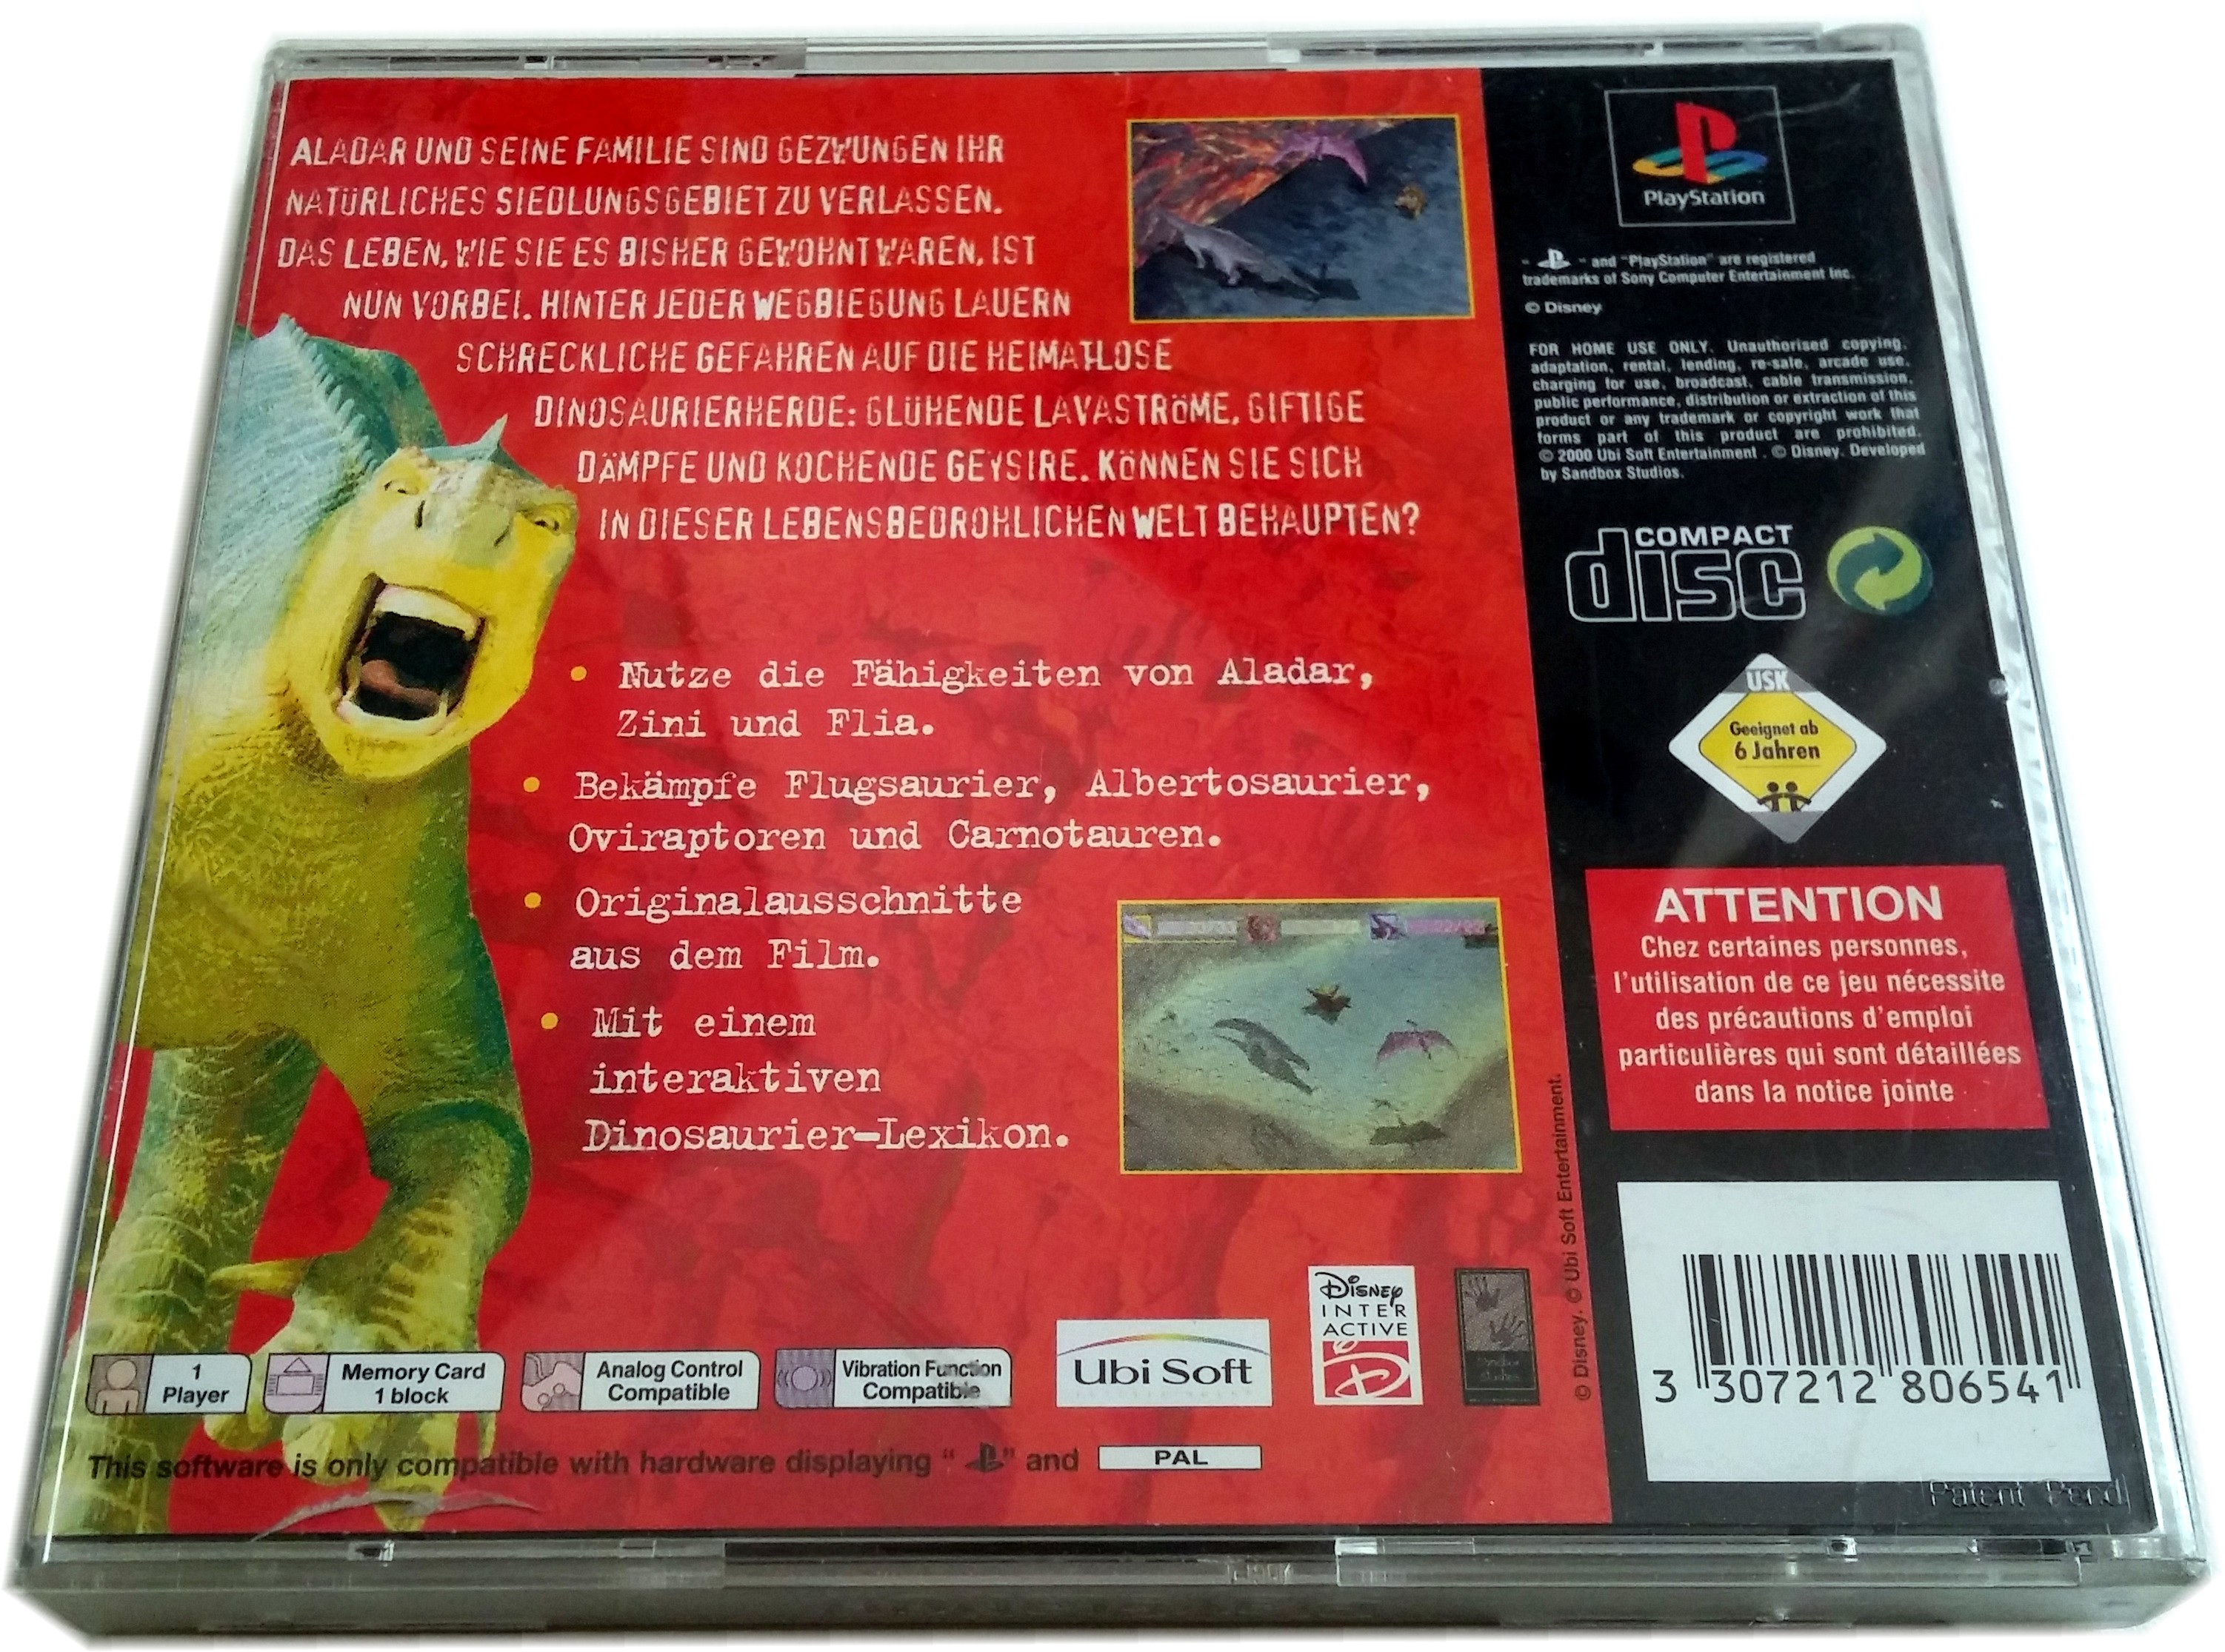 ALADAR UND SEINE FAMILIE SIND GEZWUNGEN IHR
NATÜRLICHES SIEDLUNGSGEBIET ZU VERLASSEN.
DAS LEBEN, WIE SIE ES BISHER GEWOHNT WAREN, IST
NUN VORBEI. HINTER JEDER WEGBIEGUNG LAUERN
SCHRECKLICHE GEFAHREN AUF DIE HEIMATLOSE
DINOSAURIERHERDE: GLÜHENDE LAVASTRÖME, GIFTIGE
DÄMPFE UND KOCHENDE GEYSIRE. KÖNNEN SIE SICH
IN DIESER LEBENSBEDROHLICHEN WELT BEHAUPTEN?
• Nutze die Fähigkeiten von Aladar,
Zini und Flia.
• Bekämpfe Flugsaurier, Albertosaurier,
Oviraptoren und Carnotauren.
• Originalausschnitte
aus dem Film.
• Mit einem
interaktiven
Dinosaurier-Lexikon.
1
Player
Memory Card
1 block
Analog Control
Compatible
Vibration Function
Compatible
Ubi Soft
Disney
INTER
ACTIVE
This software is only compatible with hardware displaying " " and
PAL
© Disney. © Ubi Soft Entertainment.
PlayStation
" " and "PlayStation" are registered
trademarks of Sony Computer Entertainment Inc.
© Disney
FOR HOME USE ONLY. Unauthorised copying,
adaptation, rental, lending, re-sale, arcade use,
charging for use, broadcast, cable transmission,
public performance, distribution or extraction of this
product or any trademark or copyright work that
forms part of this product are prohibited.
© 2000 Ubi Soft Entertainment . © Disney. Developed
by Sandbox Studios.
COMPACT
disc
USK
Geeignet ab
6 Jahren
ATTENTION
Chez certaines personnes,
l'utilisation de ce jeu nécessite
des précautions d'emploi
particulières qui sont détaillées
dans la notice jointe
3 307212 806541
Patent Pend